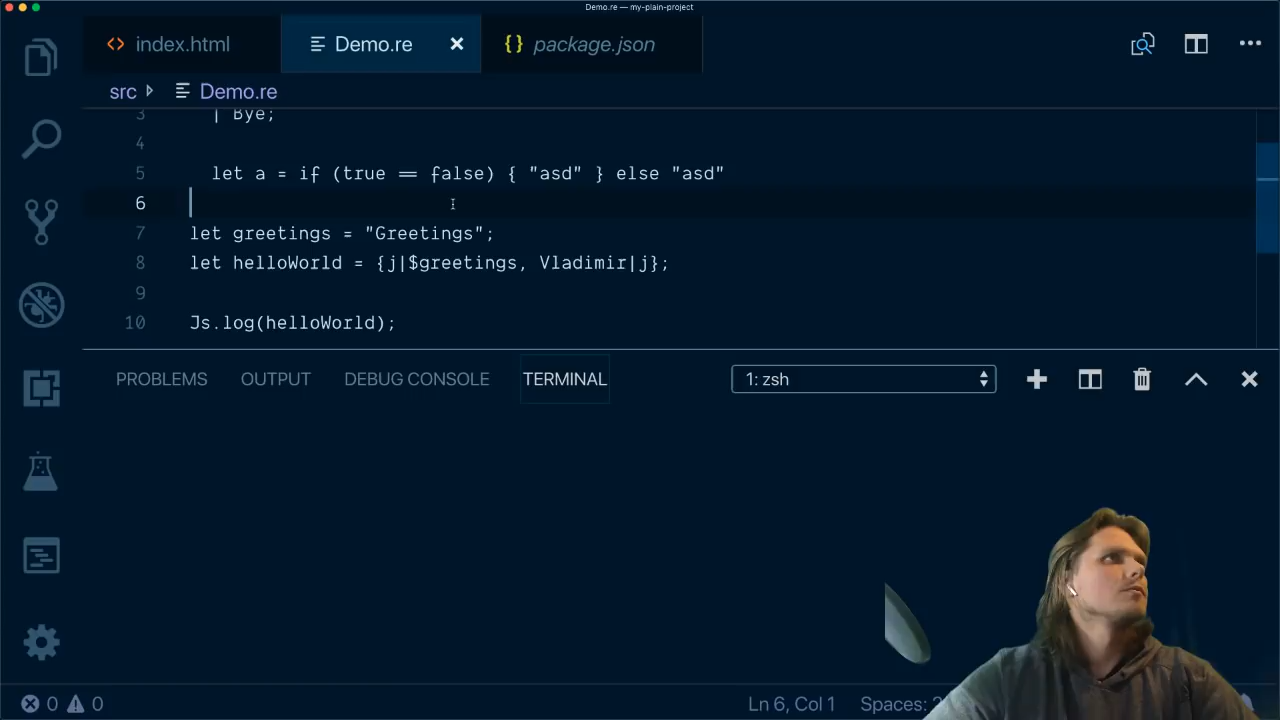 Demo.re — my-plain-project
index.html
Demo.re
package.json
src Demo.re
3 | Bye;
4
5 let a = if (true == false) { "asd" } else "asd"
6
7 let greetings = "Greetings";
8 let helloWorld = {j|$greetings, Vladimir|j};
9
10 Js.log(helloWorld);
PROBLEMS OUTPUT DEBUG CONSOLE TERMINAL 1: zsh
0 0 Ln 6, Col 1 Spaces: